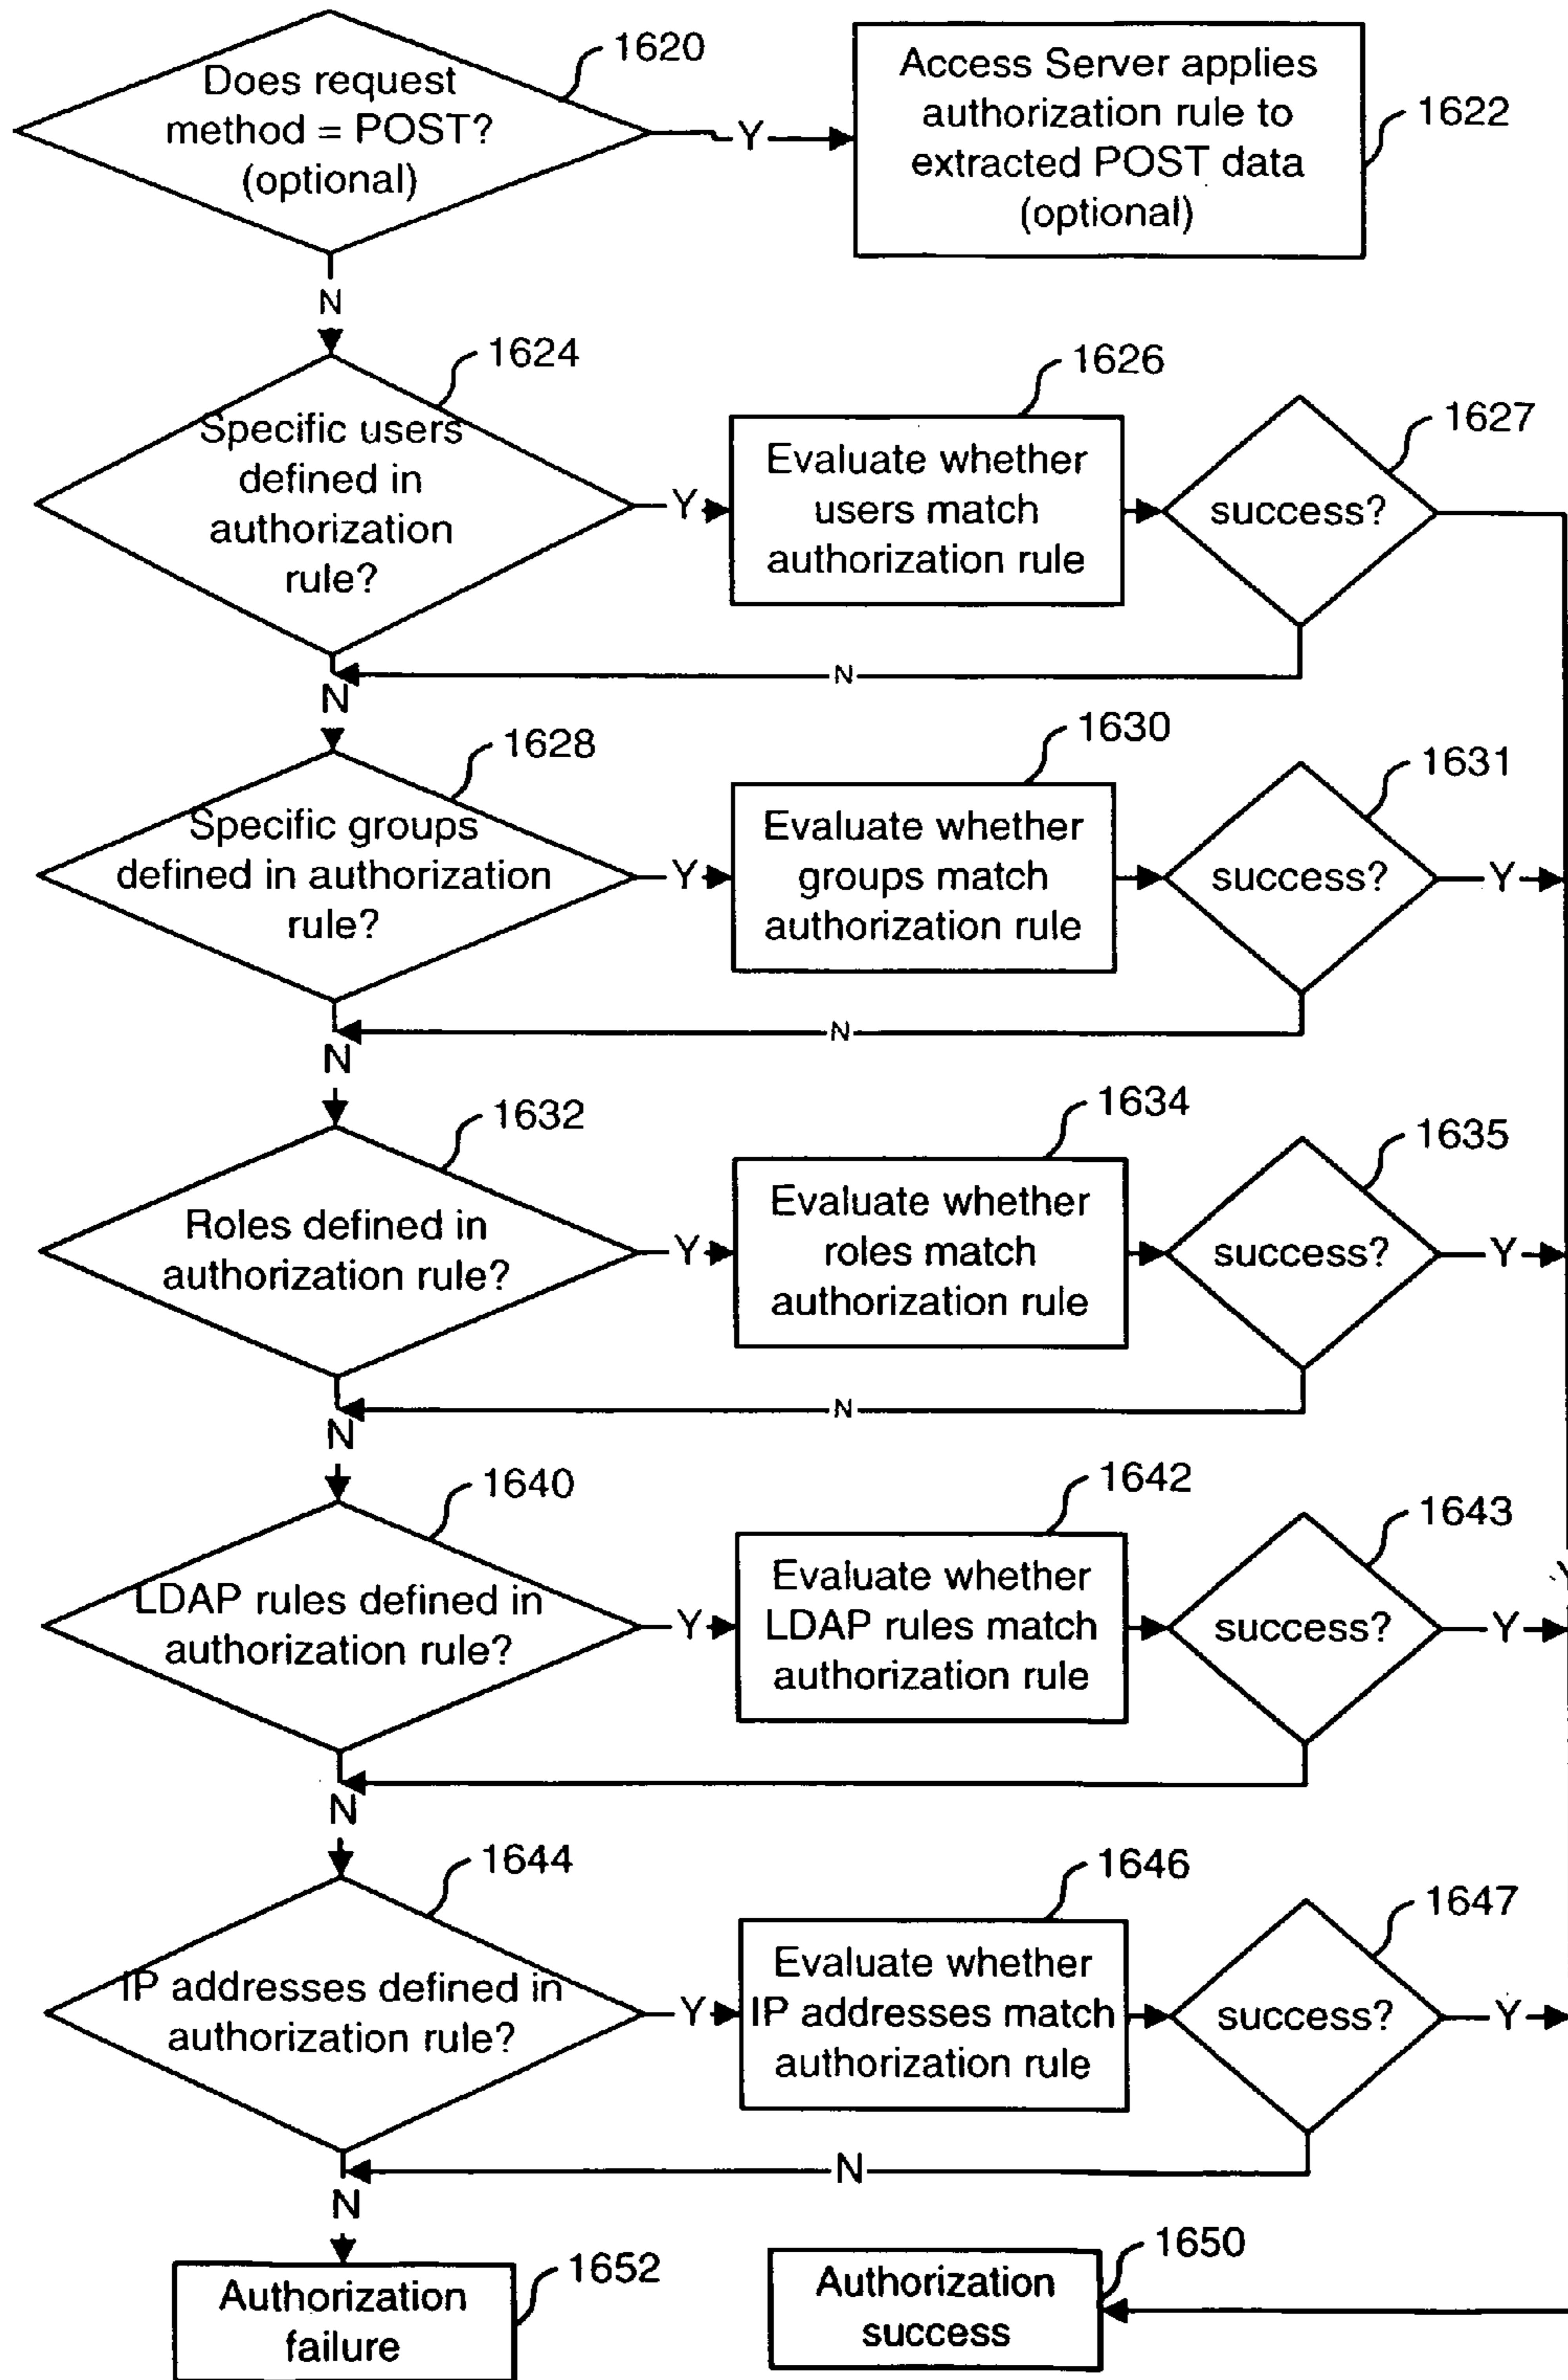 Does request
method = POST?
(optional)
1620
Y
Access Server applies
authorization rule to
extracted POST data
(optional)
1622
N
Specific users
defined in
authorization
rule?
1624
Y
Evaluate whether
users match
authorization rule
1626
success?
1627
N
N
Specific groups
defined in authorization
rule?
1628
Y
Evaluate whether
groups match
authorization rule
1630
success?
1631
Y
N
N
Roles defined in
authorization rule?
1632
Y
Evaluate whether
roles match
authorization rule
1634
success?
1635
Y
N
N
LDAP rules defined in
authorization rule?
1640
Y
Evaluate whether
LDAP rules match
authorization rule
1642
success?
1643
Y
Y
N
IP addresses defined in
authorization rule?
1644
Y
Evaluate whether
IP addresses match
authorization rule
1646
success?
1647
Y
N
N
Authorization
failure
1652
Authorization
success
1650